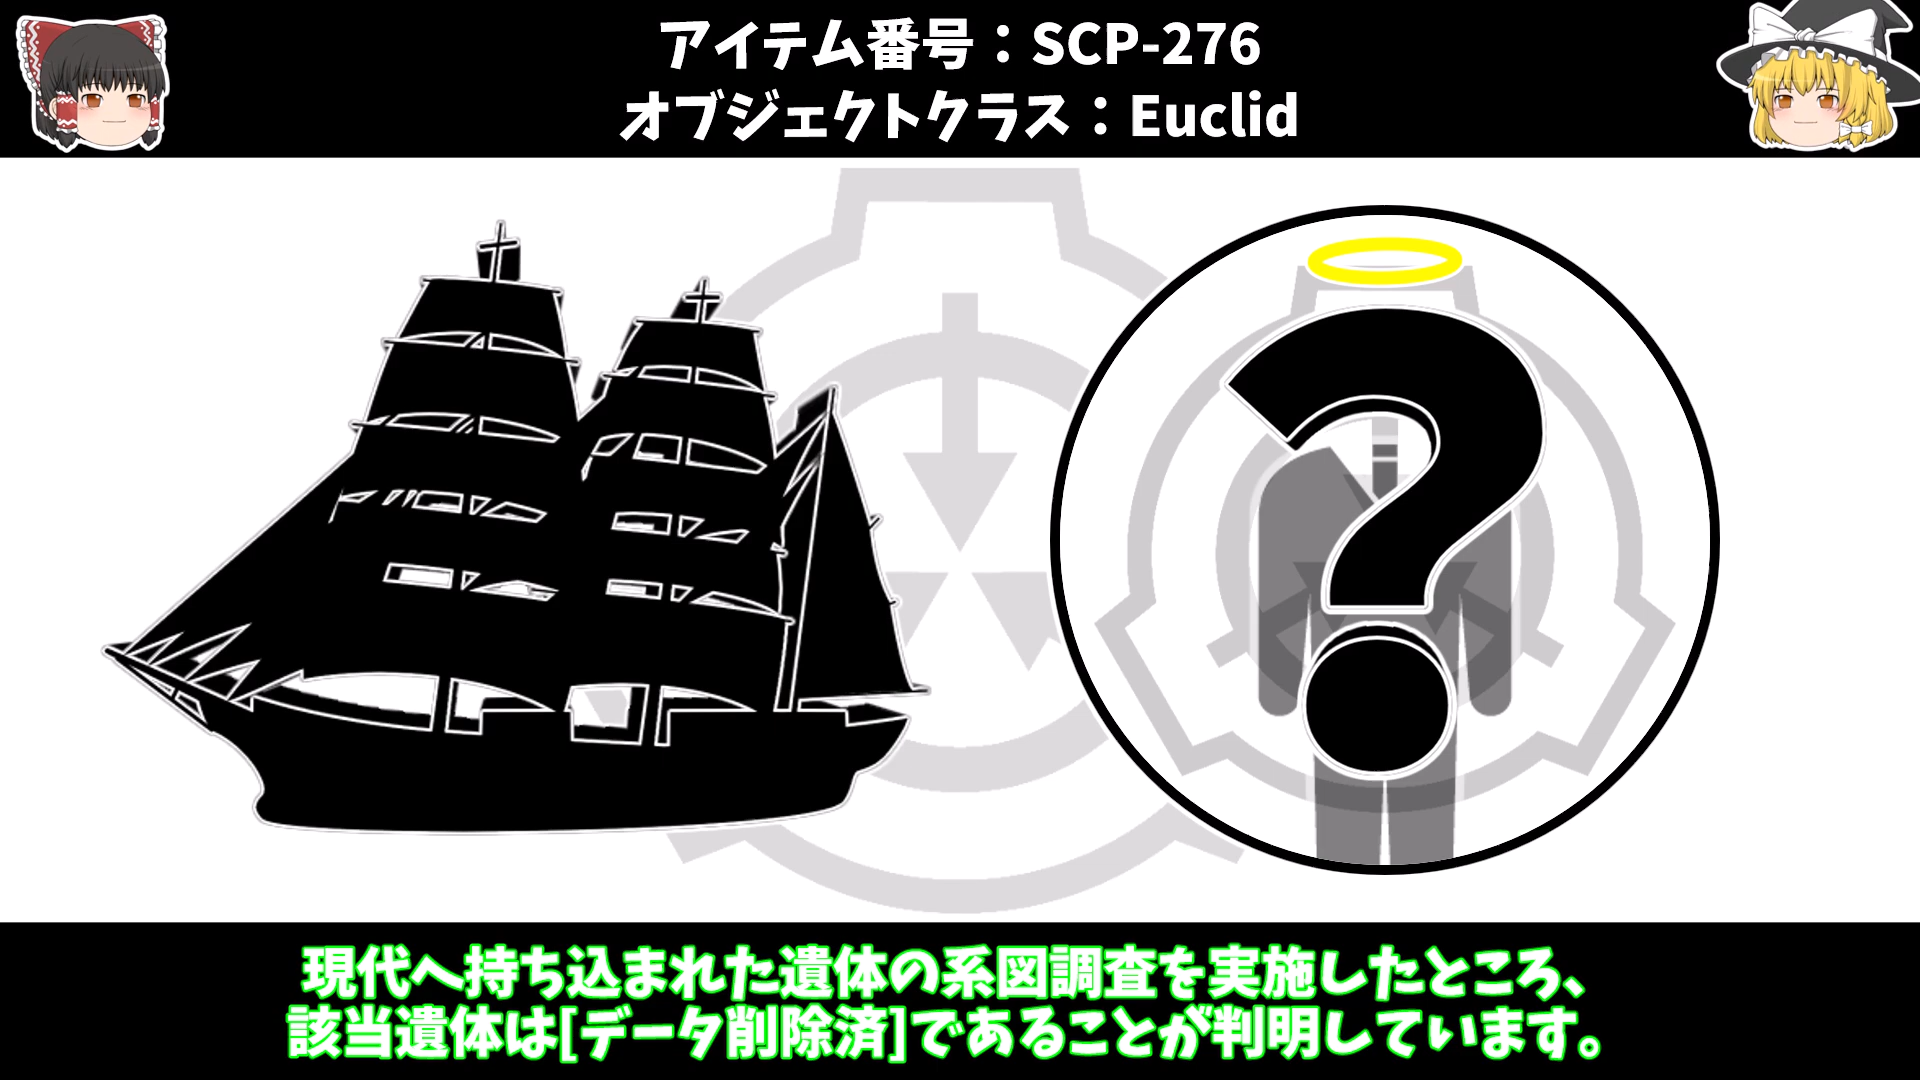 アイテム番号：SCP-276
オブジェクトクラス：Euclid
?
現代へ持ち込まれた遺体の系図調査を実施したところ、
該当遺体は[データ削除済]であることが判明しています。